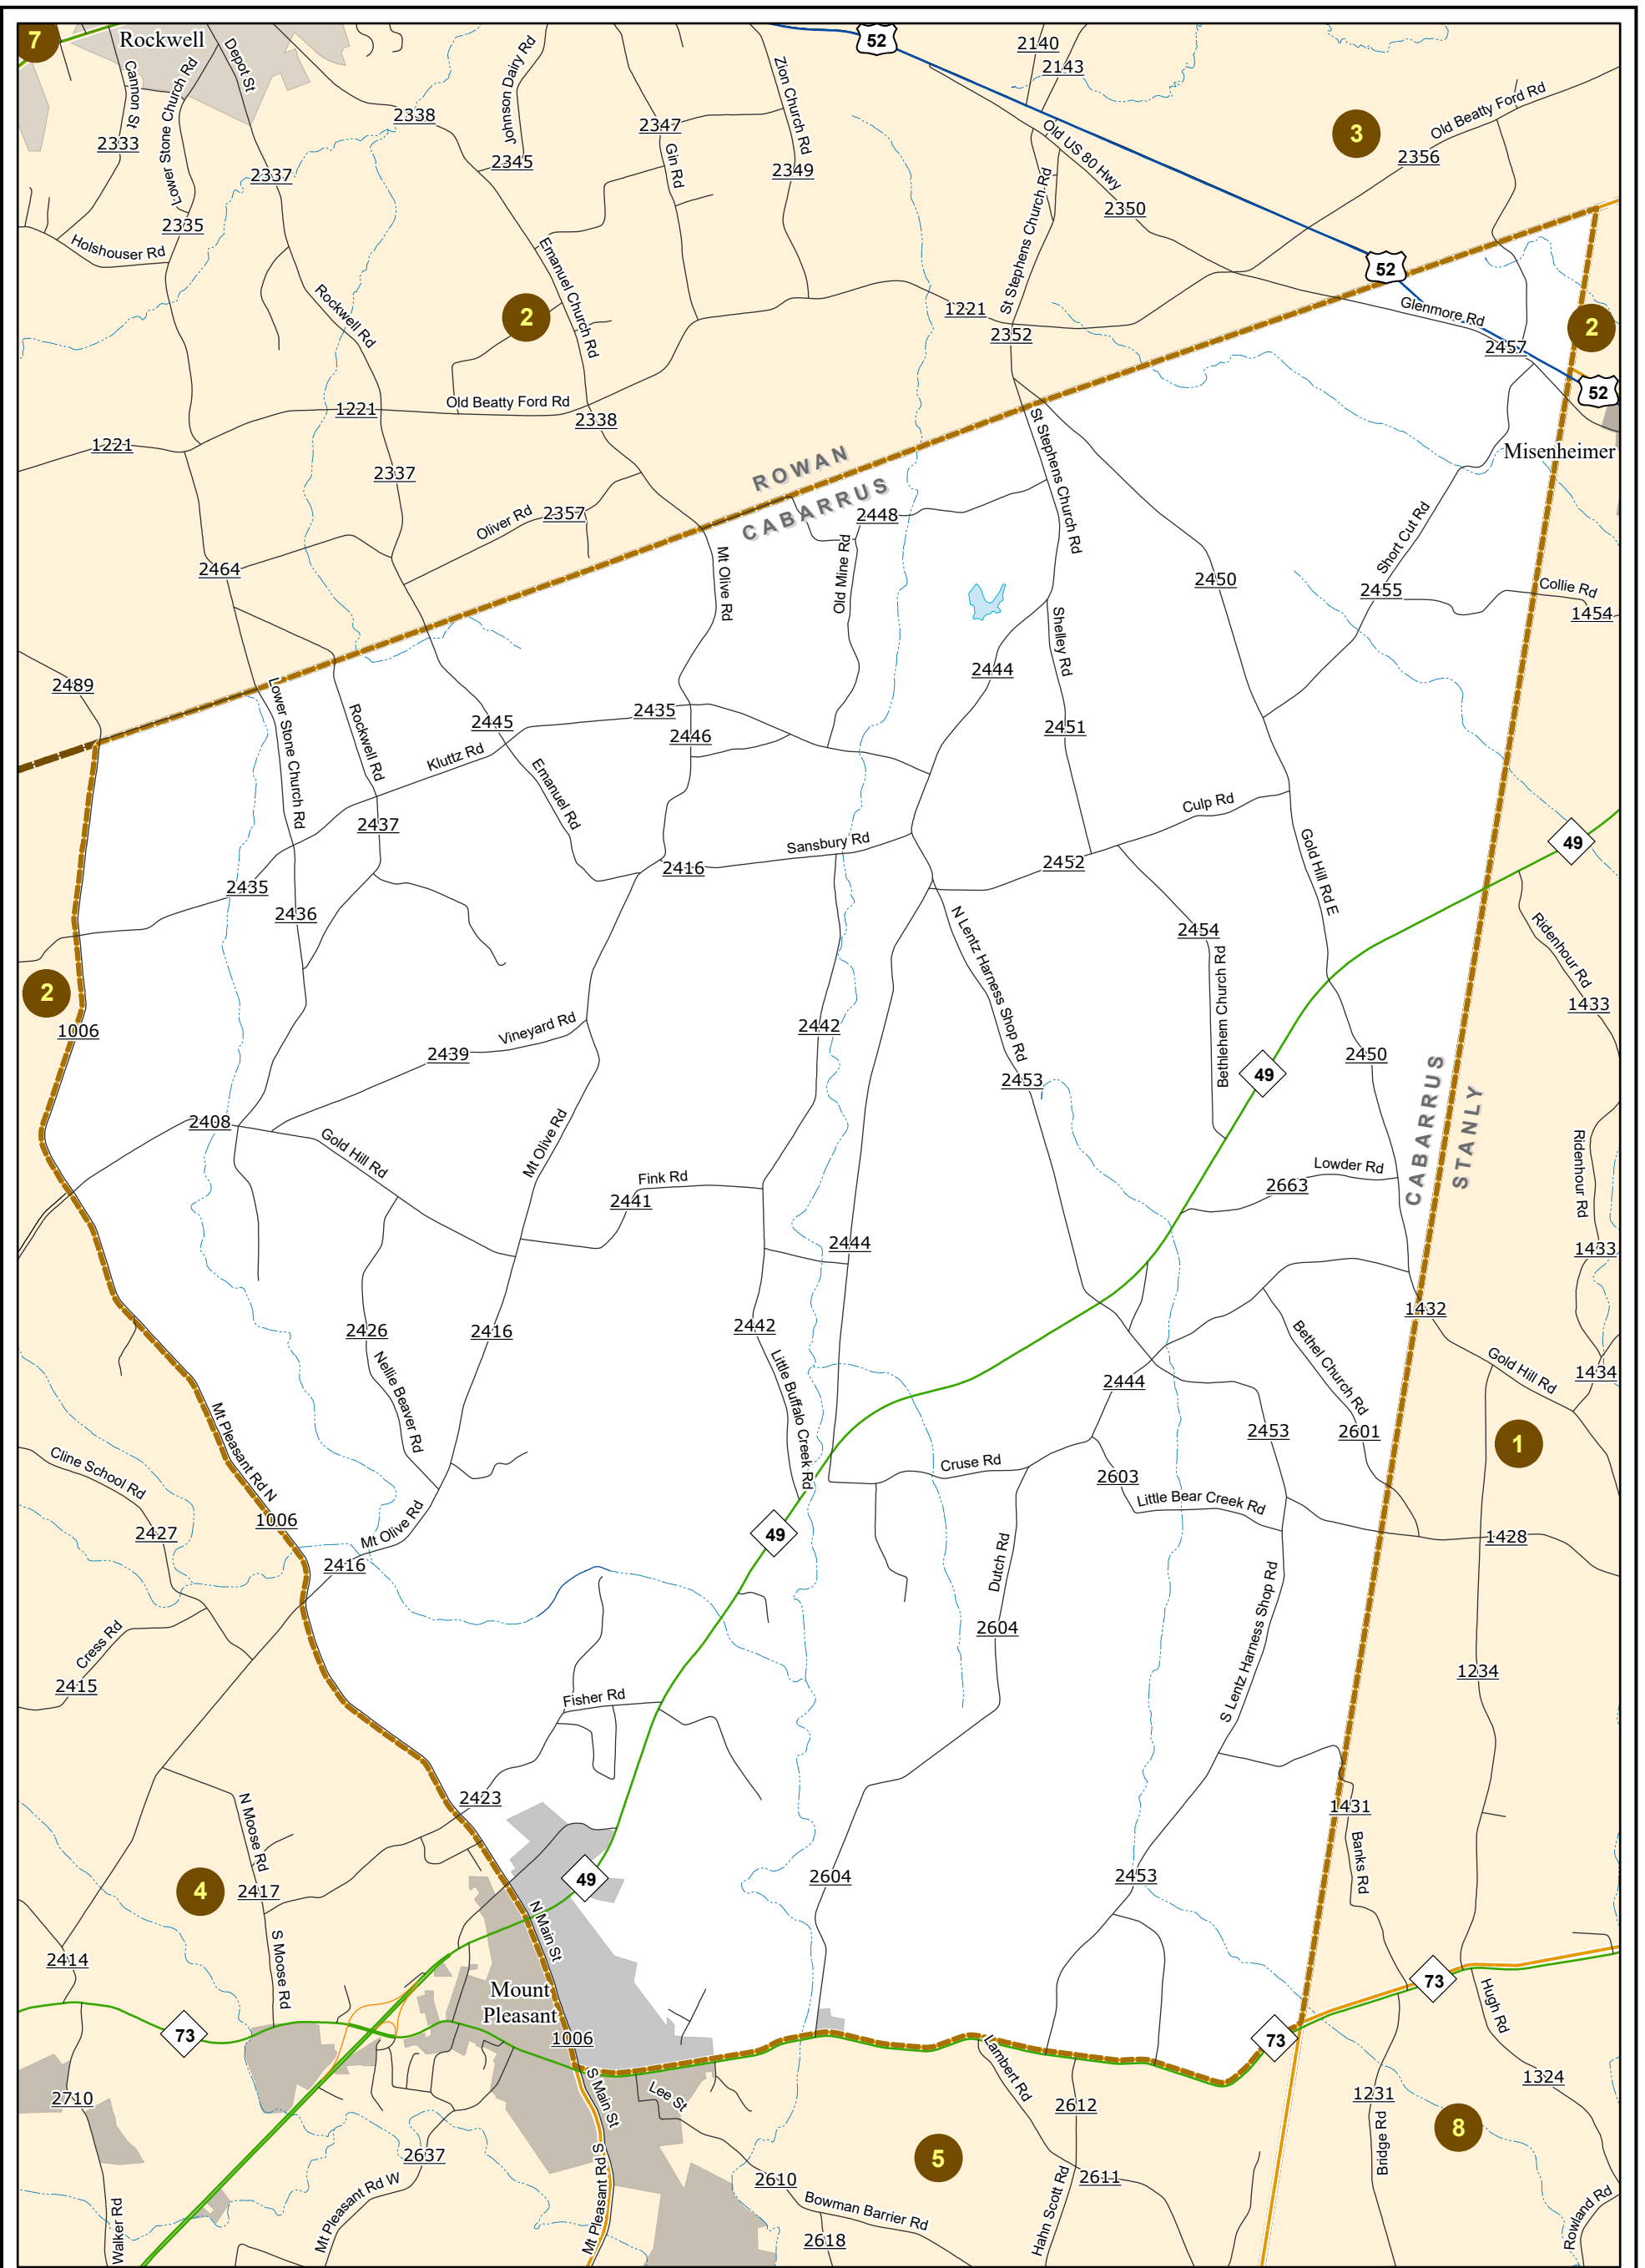 7
Rockwell
52
2140
2143
3
Old Beatty Ford Rd
2356
Cannon St
Depot St
Lower Stone Church Rd
2333
2338
Johnson Dairy Rd
2345
2347
Gin Rd
Zion Church Rd
2349
Old US 80 Hwy
2350
2337
2335
Holshouser Rd
Emanuel Church Rd
St Stephens Church Rd
52
Rockwell Rd
2
1221
2352
Glenmore Rd
2
2457
52
Old Beatty Ford Rd
1221
2338
1221
Misenheimer
2337
ROWAN
CABARRUS
St Stephens Church Rd
Oliver Rd
2357
2448
Short Cut Rd
2464
Mt Olive Rd
Old Mine Rd
2450
2455
Collie Rd
1454
Shelley Rd
2444
2489
Lower Stone Church Rd
Rockwell Rd
2445
2435
2446
2451
Kluttz Rd
Emanuel Rd
Culp Rd
2437
Sansbury Rd
2416
2452
Gold Hill Rd E
49
2435
2436
N Lentz Harness Shop Rd
2454
Bethlehem Church Rd
Ridenhour Rd
1433
2
1006
2442
Vineyard Rd
2439
2453
49
2450
CABARRUS
STANLY
2408
Gold Hill Rd
Mt Olive Rd
Fink Rd
2441
Lowder Rd
2663
Ridenhour Rd
1433
2444
2442
2426
2416
1432
Bethel Church Rd
Gold Hill Rd
1434
Nellie Beaver Rd
Little Buffalo Creek Rd
2444
Mt Pleasant Rd N
2453
2601
1
Cline School Rd
Cruse Rd
2603
Little Bear Creek Rd
2427
1006
Mt Olive Rd
49
1428
2416
Dutch Rd
Cress Rd
2604
S Lentz Harness Shop Rd
2415
Fisher Rd
1234
2423
N Moose Rd
1431
Banks Rd
4
2417
49
2604
2453
N Main St
S Moose Rd
2414
Mount
Pleasant
73
73
73
1006
Hugh Rd
Lambert Rd
2710
S Main St
Lee St
2612
1231
1324
2637
5
8
Bridge Rd
Mt Pleasant Rd W
Mt Pleasant Rd S
2610
2611
Bowman Barrier Rd
Hahn Scott Rd
Walker Rd
2618
Rowland Rd